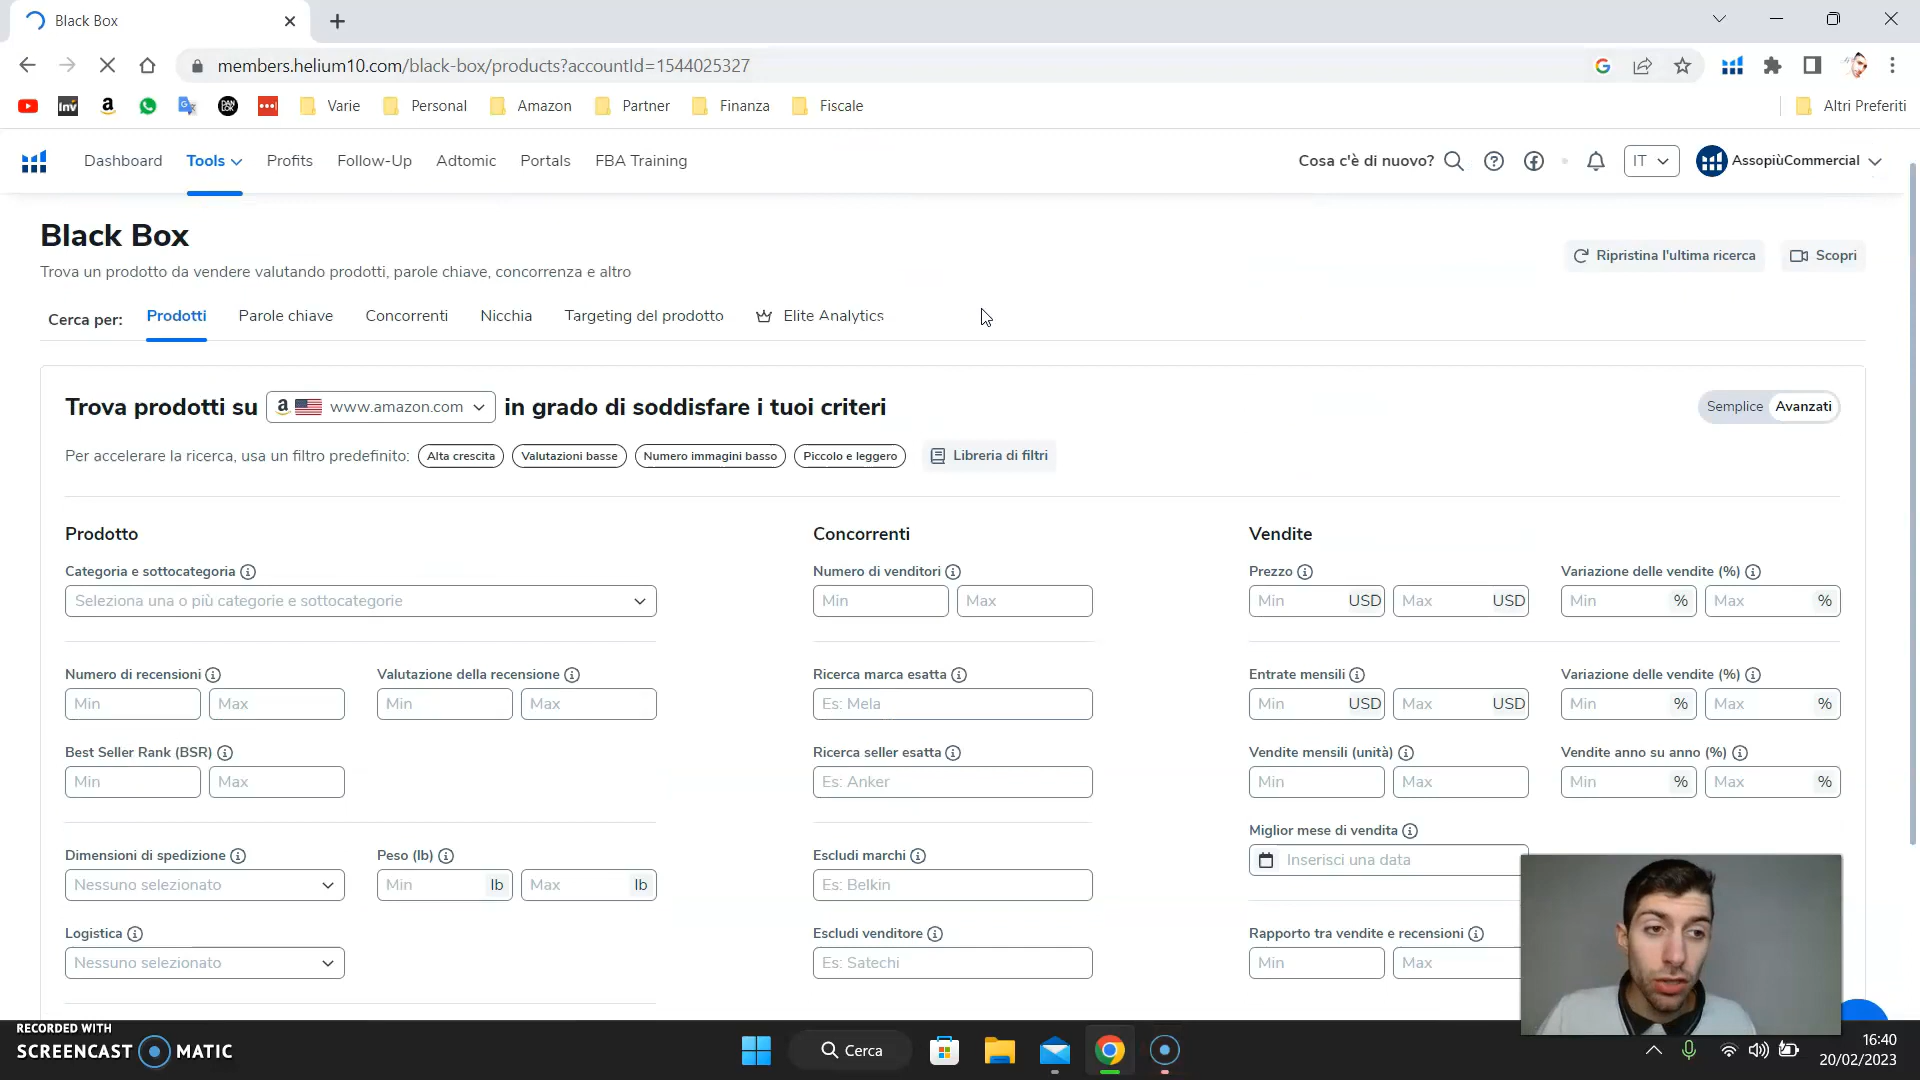 Black Box
members.helium10.com/black-box/products?accountId=1544025327
Varie Personal Amazon Partner Finanza Fiscale Altri Preferiti
Dashboard Tools Profits Follow-Up Adtomic Portals FBA Training Cosa c'è di nuovo? IT AssopiùCommercial
Black Box
Trova un prodotto da vendere valutando prodotti, parole chiave, concorrenza e altro
Ripristina l'ultima ricerca Scopri
Cerca per: Prodotti Parole chiave Concorrenti Nicchia Targeting del prodotto Elite Analytics
Trova prodotti su www.amazon.com in grado di soddisfare i tuoi criteri Semplice Avanzati
Per accelerare la ricerca, usa un filtro predefinito: Alta crescita Valutazioni basse Numero immagini basso Piccolo e leggero Libreria di filtri
Prodotto Concorrenti Vendite
Categoria e sottocategoria Numero di venditori Prezzo Variazione delle vendite (%)
Seleziona una o più categorie e sottocategorie Min Max Min USD Max USD Min % Max %
Numero di recensioni Valutazione della recensione Ricerca marca esatta Entrate mensili Variazione delle vendite (%)
Min Max Min Max Es: Mela Min USD Max USD Min % Max %
Best Seller Rank (BSR) Ricerca seller esatta Vendite mensili (unità) Vendite anno su anno (%)
Min Max Es: Anker Min Max Min % Max %
Miglior mese di vendita
Dimensioni di spedizione Peso (lb) Escludi marchi Inserisci una data
Nessuno selezionato Min lb Max lb Es: Belkin
Logistica Escludi venditore Rapporto tra vendite e recensioni
Nessuno selezionato Es: Satechi Min Max
RECORDED WITH
SCREENCAST MATIC
Cerca
16:40
20/02/2023